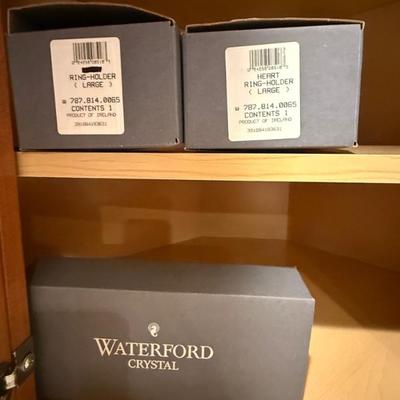 RING-HOLDER
( LARGE )
787.814.0065
CONTENTS 1
PRODUCT OF IRELAND
HEART
RING-HOLDER
( LARGE )
787.814.0065
CONTENTS 1
PRODUCT OF IRELAND
WATERFORD
CRYSTAL